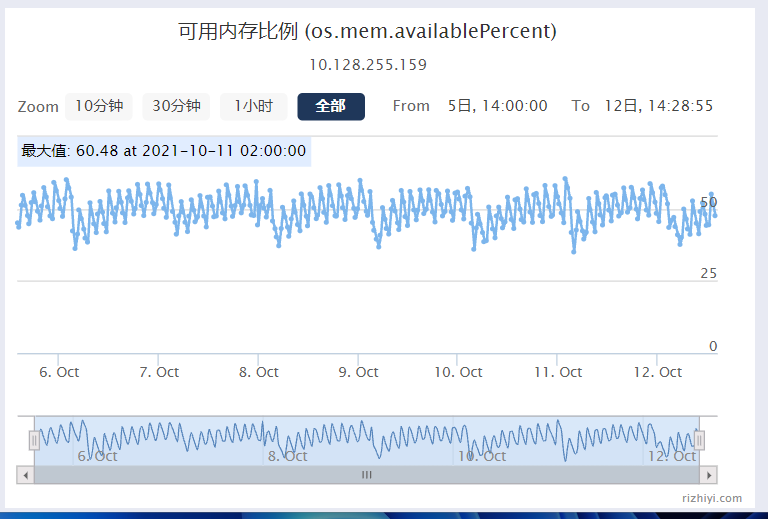 可用内存比例 (os.mem.availablePercent)
10.128.255.159
Zoom 10分钟 30分钟 1小时 全部 From 5日, 14:00:00 To 12日, 14:28:55
最大值: 60.48 at 2021-10-11 02:00:00
50
25
0
6. Oct 7. Oct 8. Oct 9. Oct 10. Oct 11. Oct 12. Oct
6. Oct 8. Oct 10. Oct 12. Oct
rizhiyi.com